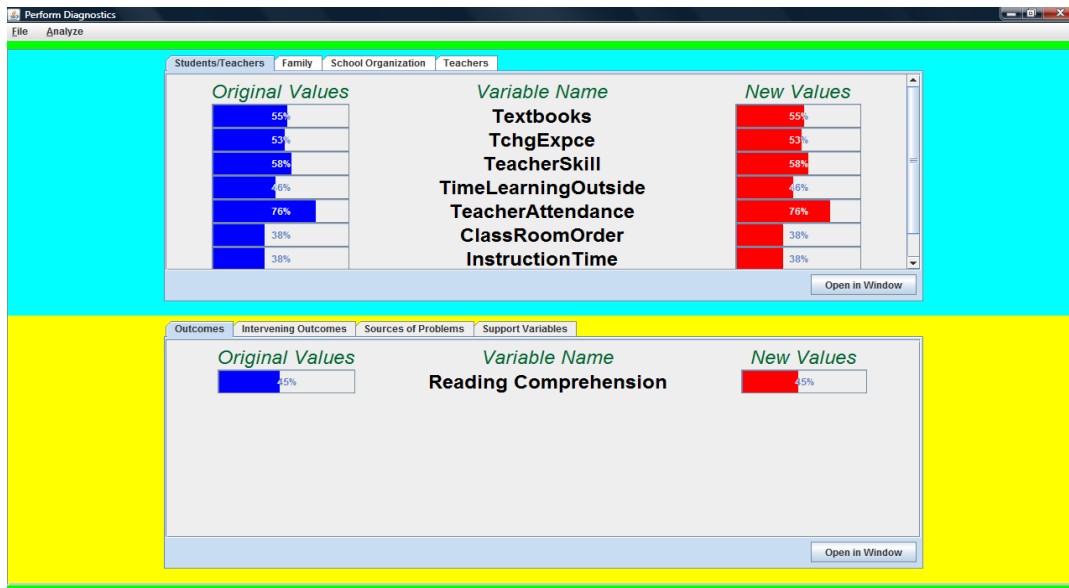 Perform Diagnostics
File Analyze
Students/Teachers Family School Organization Teachers
Original Values Variable Name New Values
55% Textbooks 55%
53% TchgExpce 53%
58% TeacherSkill 58%
46% TimeLearningOutside 46%
76% TeacherAttendance 76%
38% ClassRoomOrder 38%
38% InstructionTime 38%
Open in Window
Outcomes Intervening Outcomes Sources of Problems Support Variables
Original Values Variable Name New Values
45% Reading Comprehension 45%
Open in Window